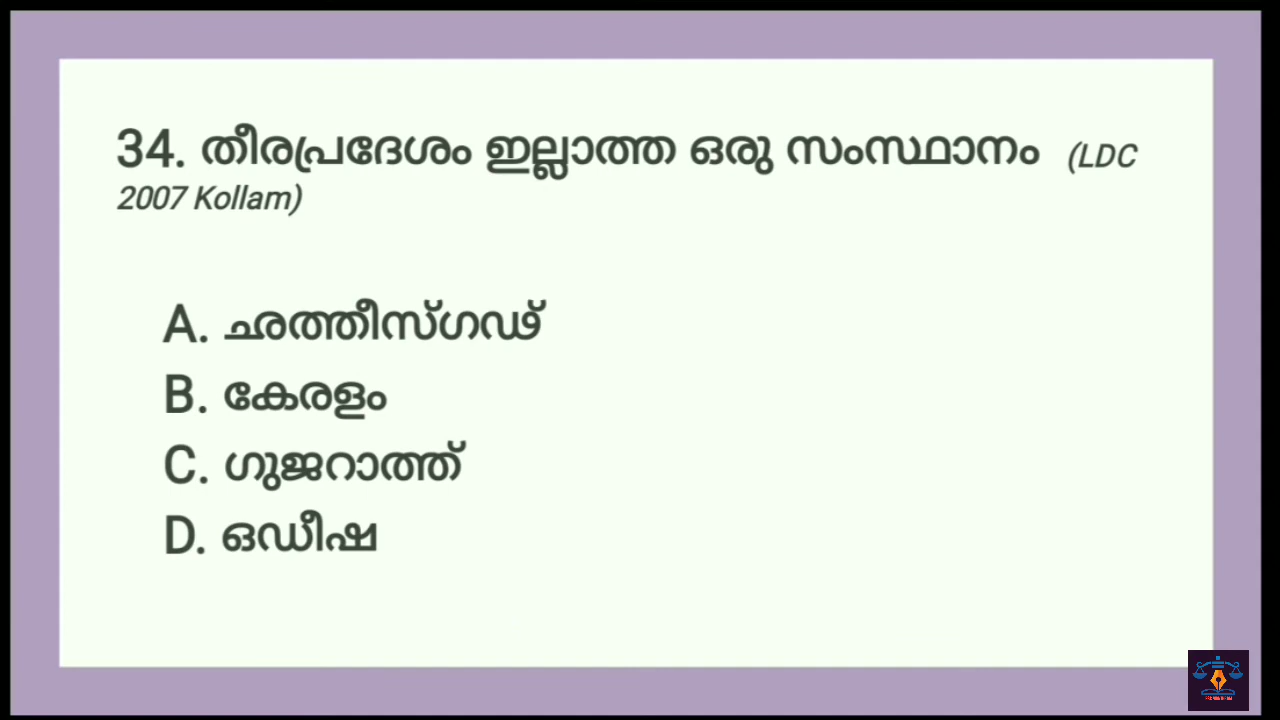 34. തീരപ്രദേശം ഇല്ലാത്ത ഒരു സംസ്ഥാനം (LDC
2007 Kollam)
A. ഛത്തീസ്ഗഢ്
B. കേരളം
C. ഗുജറാത്ത്
D. ഒഡീഷ